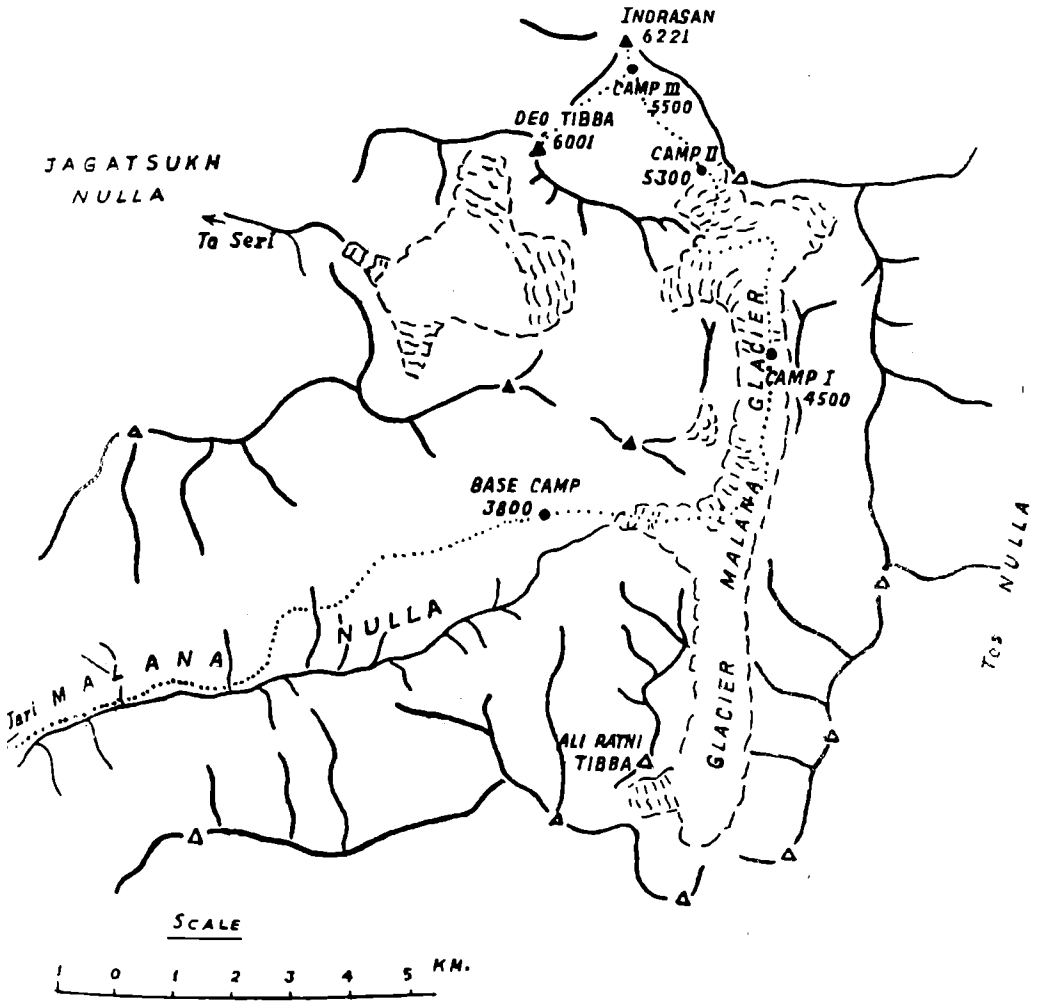 INDRASAN
6221
CAMP III
5500
DEO TIBBA
6001
CAMP II
5300
JAGATSUKH
NULLA
To Seri
GLACIER
CAMP I
4500
BASE CAMP
3800
MALANA
NULLA
MALANA NULLA
Jari
Tos
GLACIER
ALI RATNI
TIBBA
SCALE
1 0 1 2 3 4 5 KM.